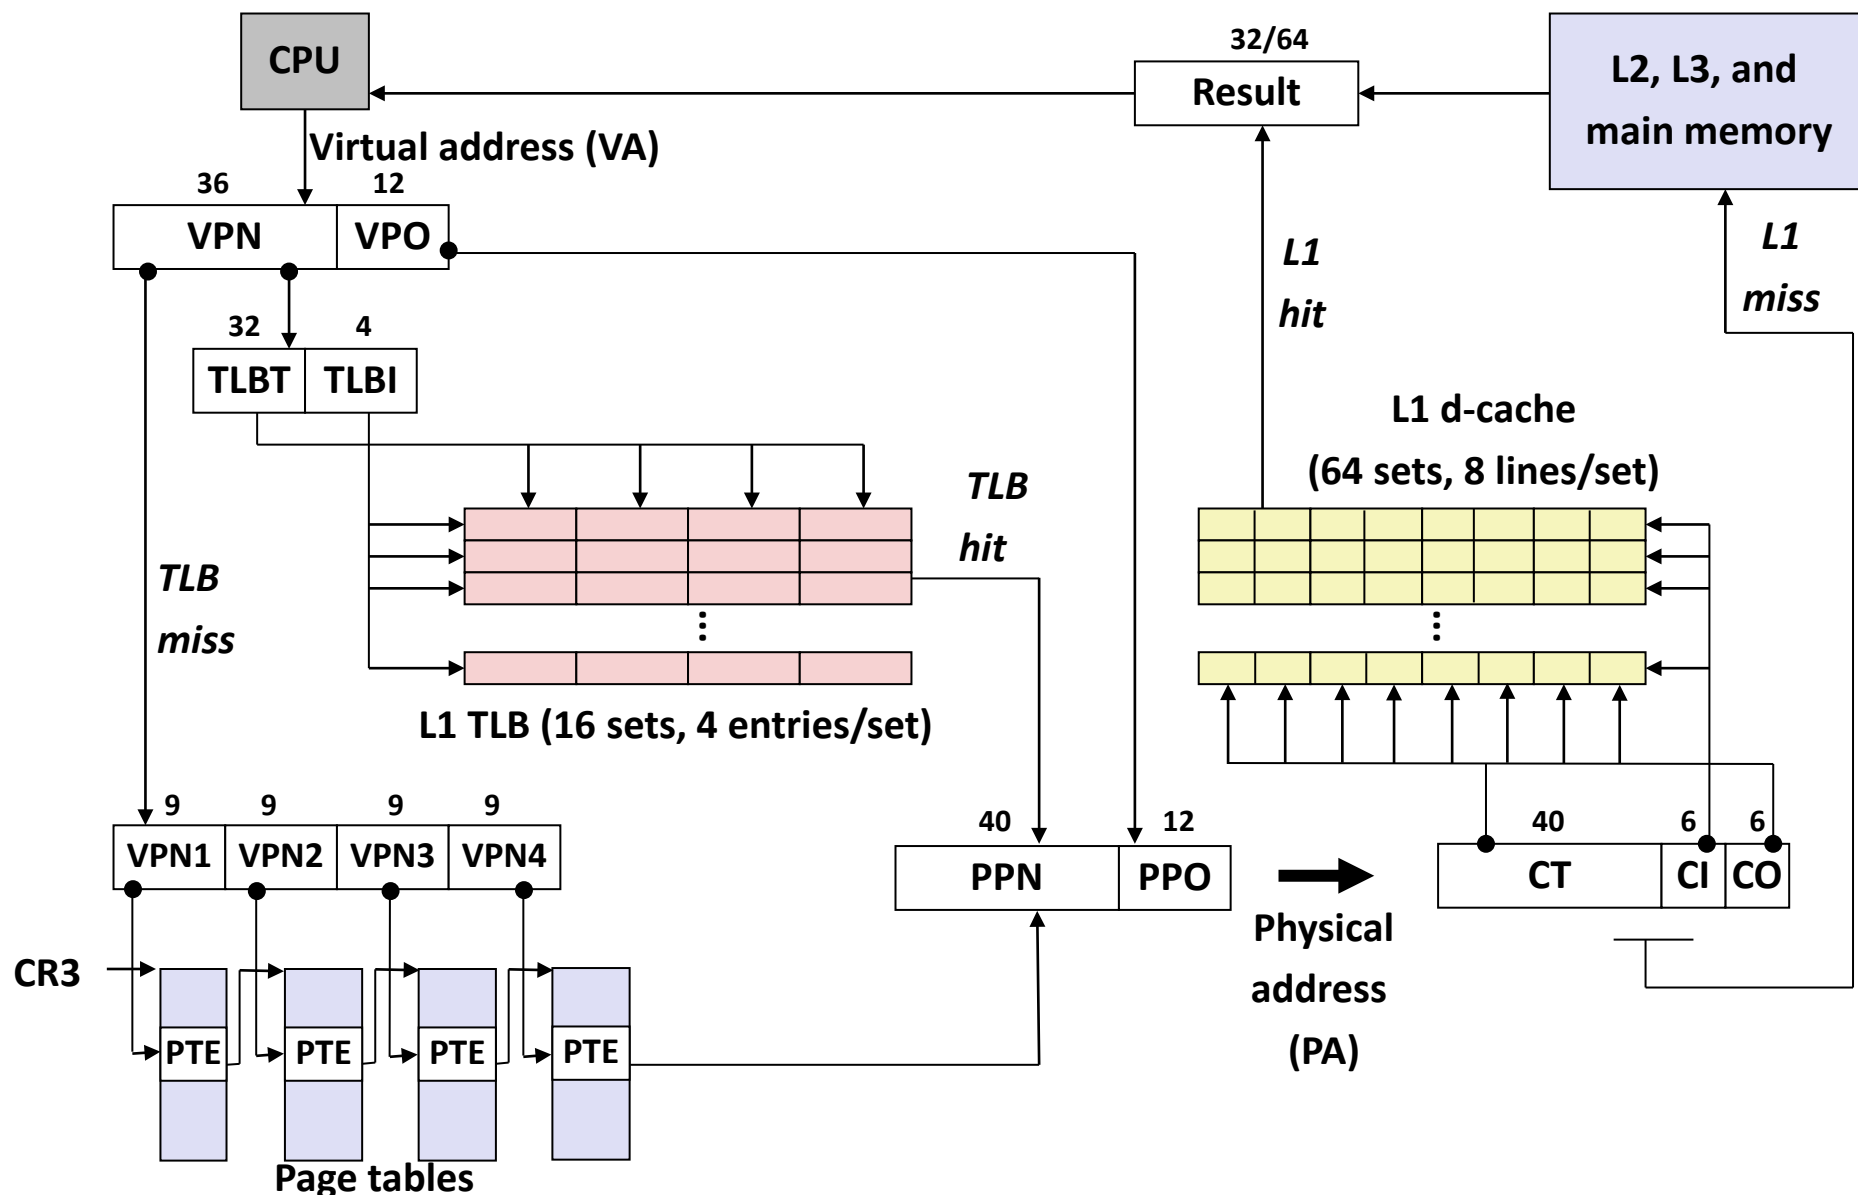 CPU
32/64
Result
L2, L3, and
main memory
Virtual address (VA)
36 12
VPN VPO
L1
hit
L1
miss
32 4
TLBT TLBI
L1 d-cache
(64 sets, 8 lines/set)
TLB
hit
TLB
miss
...
...
L1 TLB (16 sets, 4 entries/set)
9 9 9 9
VPN1 VPN2 VPN3 VPN4
40 12
PPN PPO
40 6 6
CT CI CO
Physical
address
(PA)
CR3
PTE PTE PTE PTE
Page tables